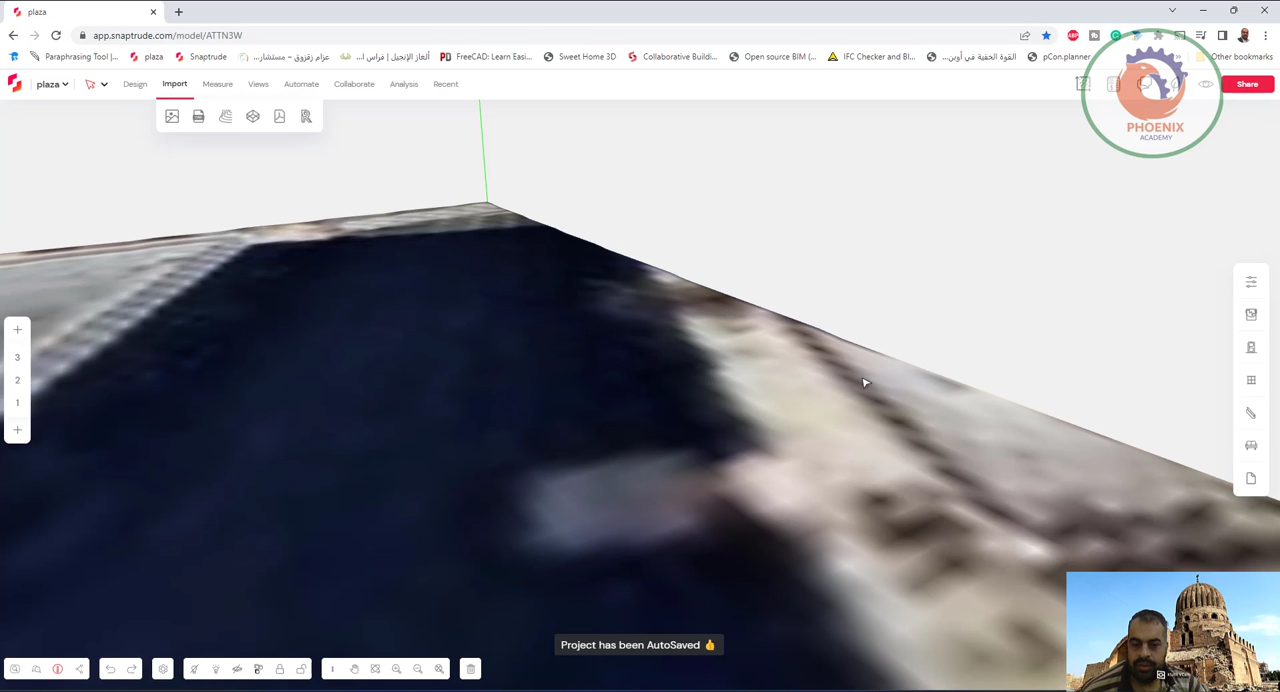 plaza
app.snaptrude.com/model/ATTN3W
Paraphrasing Tool |...
plaza
Snaptrude
عزام زقزوق – مستشار...
ألغاز الإنجيل | فراس ا...
FreeCAD: Learn Easi...
Sweet Home 3D
Collaborative Buildin...
Open source BIM (...
IFC Checker and BI...
القوة الخفية في أوبن...
pCon.planner
»
Other bookmarks
plaza
Design
Import
Measure
Views
Automate
Collaborate
Analysis
Recent
Share
PHOENIX
ACADEMY
3
2
1
Project has been AutoSaved 👍